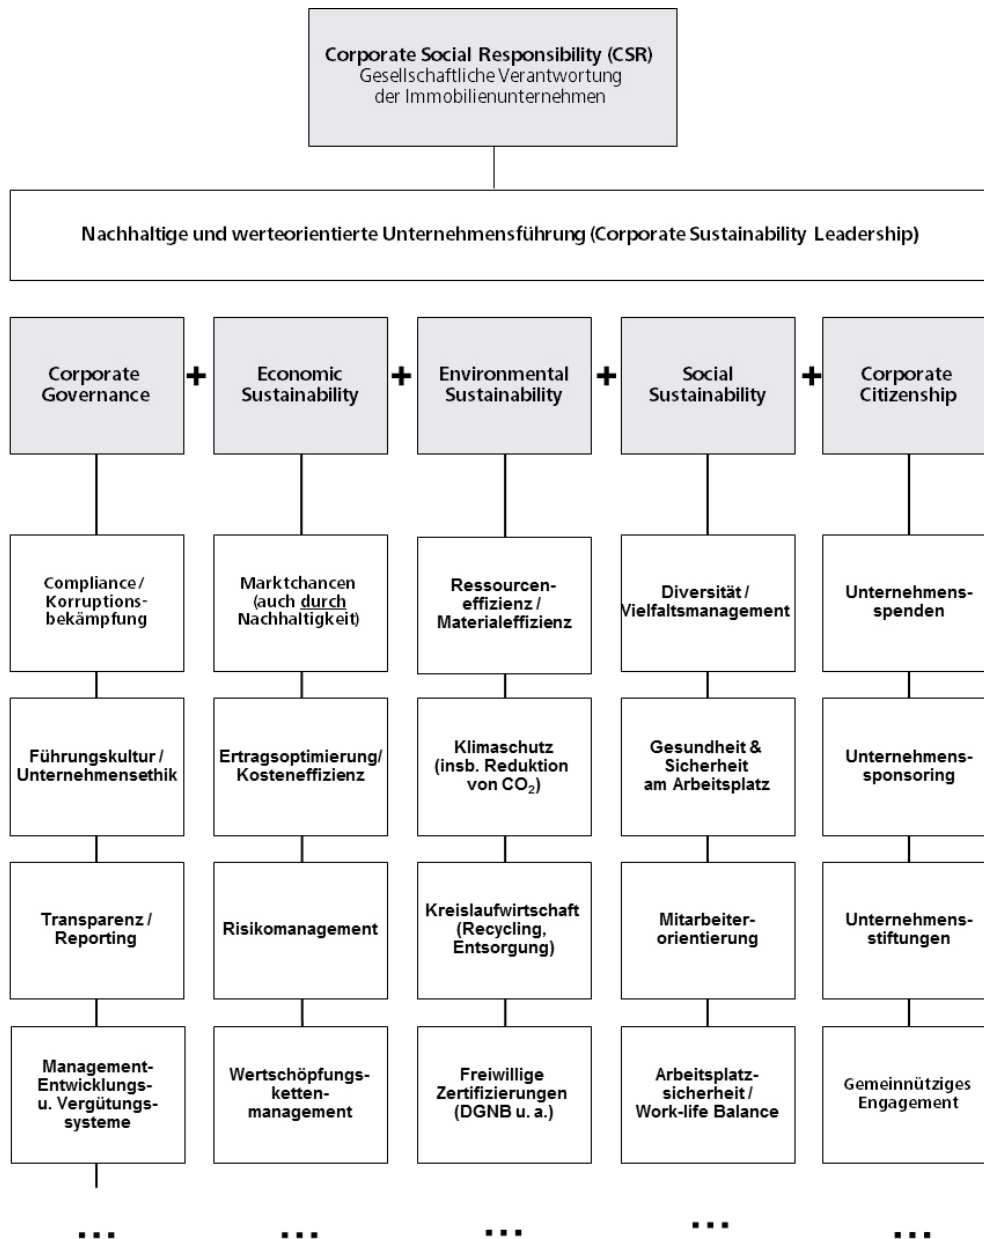 Corporate Social Responsibility (CSR)
Gesellschaftliche Verantwortung
der Immobilienunternehmen
Nachhaltige und werteorientierte Unternehmensführung (Corporate Sustainability Leadership)
Corporate
Governance
+
Economic
Sustainability
+
Environmental
Sustainability
+
Social
Sustainability
+
Corporate
Citizenship
Compliance /
Korruptions-
bekämpfung
Marktchancen
(auch durch
Nachhaltigkeit)
Ressourcen-
effizienz /
Materialeffizienz
Diversität /
Vielfaltsmanagement
Unternehmens-
spenden
Führungskultur /
Unternehmensethik
Ertragsoptimierung/
Kosteneffizienz
Klimaschutz
(insb. Reduktion
von CO₂)
Gesundheit &
Sicherheit
am Arbeitsplatz
Unternehmens-
sponsoring
Transparenz /
Reporting
Risikomanagement
Kreislaufwirtschaft
(Recycling,
Entsorgung)
Mitarbeiter-
orientierung
Unternehmens-
stiftungen
Management-
Entwicklungs-
u. Vergütungs-
systeme
Wertschöpfungs-
ketten-
management
Freiwillige
Zertifizierungen
(DGNB u. a.)
Arbeitsplatz-
sicherheit /
Work-life Balance
Gemeinnütziges
Engagement
...
...
...
...
...